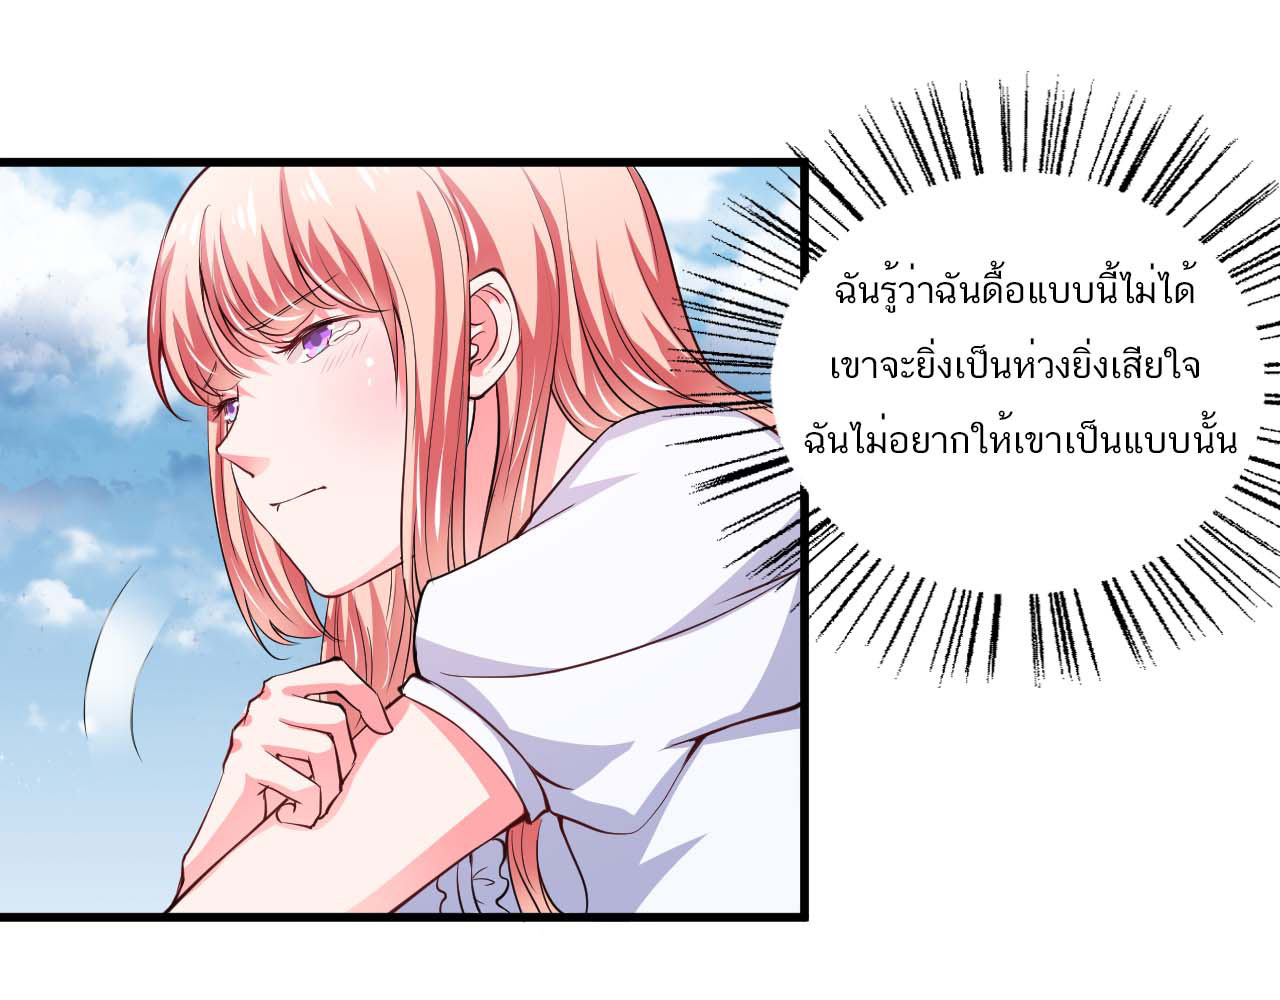 ฉันรู้ว่าฉันดื้อแบบนี้ไม่ได้
เขาจะยิ่งเป็นห่วงยิ่งเสียใจ
ฉันไม่อยากให้เขาเป็นแบบนั้น